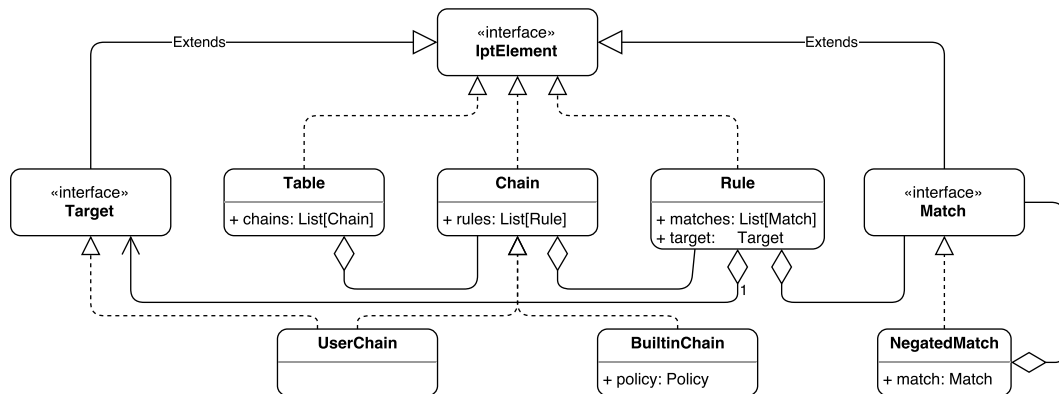 «interface»
IptElement
Extends
Extends
«interface»
Target
Table
+ chains: List[Chain]
Chain
+ rules: List[Rule]
Rule
+ matches: List[Match]
+ target: Target
«interface»
Match
1
UserChain
BuiltinChain
+ policy: Policy
NegatedMatch
+ match: Match